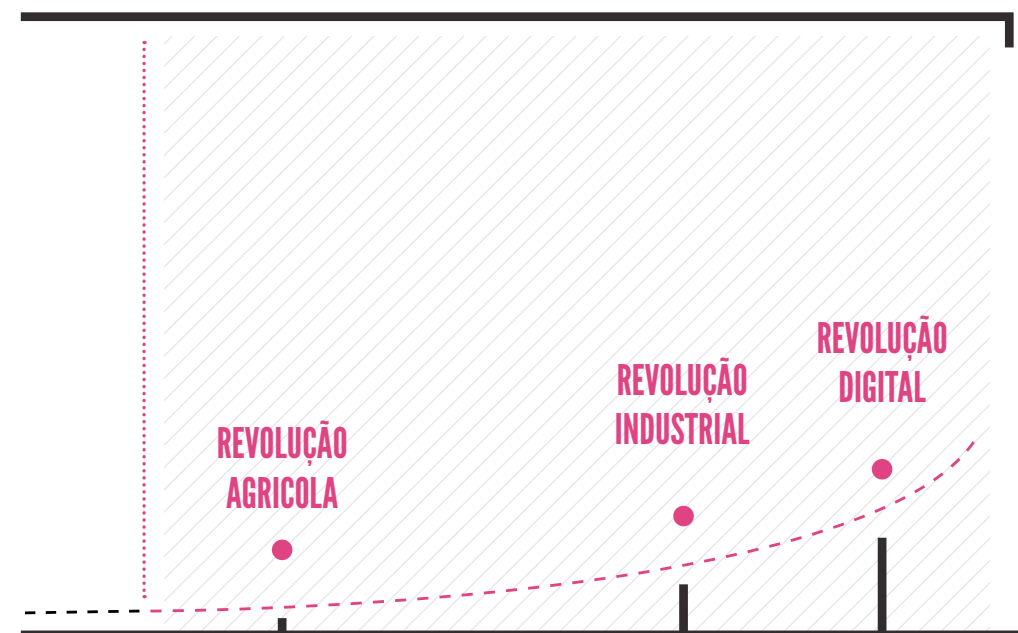 REVOLUÇÃO
AGRICOLA
REVOLUÇÃO
INDUSTRIAL
REVOLUÇÃO
DIGITAL